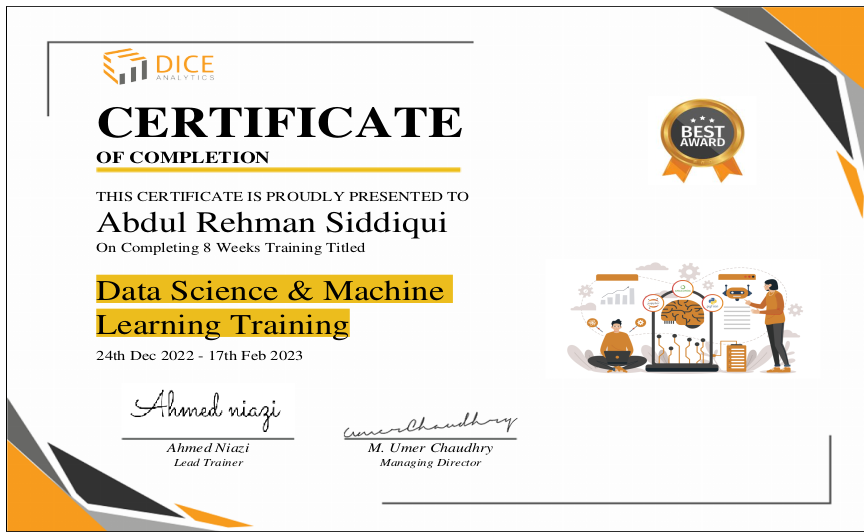 DICE
ANALYTICS
CERTIFICATE
OF COMPLETION
BEST
AWARD
THIS CERTIFICATE IS PROUDLY PRESENTED TO
Abdul Rehman Siddiqui
On Completing 8 Weeks Training Titled
Data Science & Machine
Learning Training
24th Dec 2022 - 17th Feb 2023
Ahmed niazi
Umer Chaudhry
Ahmed Niazi
M. Umer Chaudhry
Lead Trainer
Managing Director